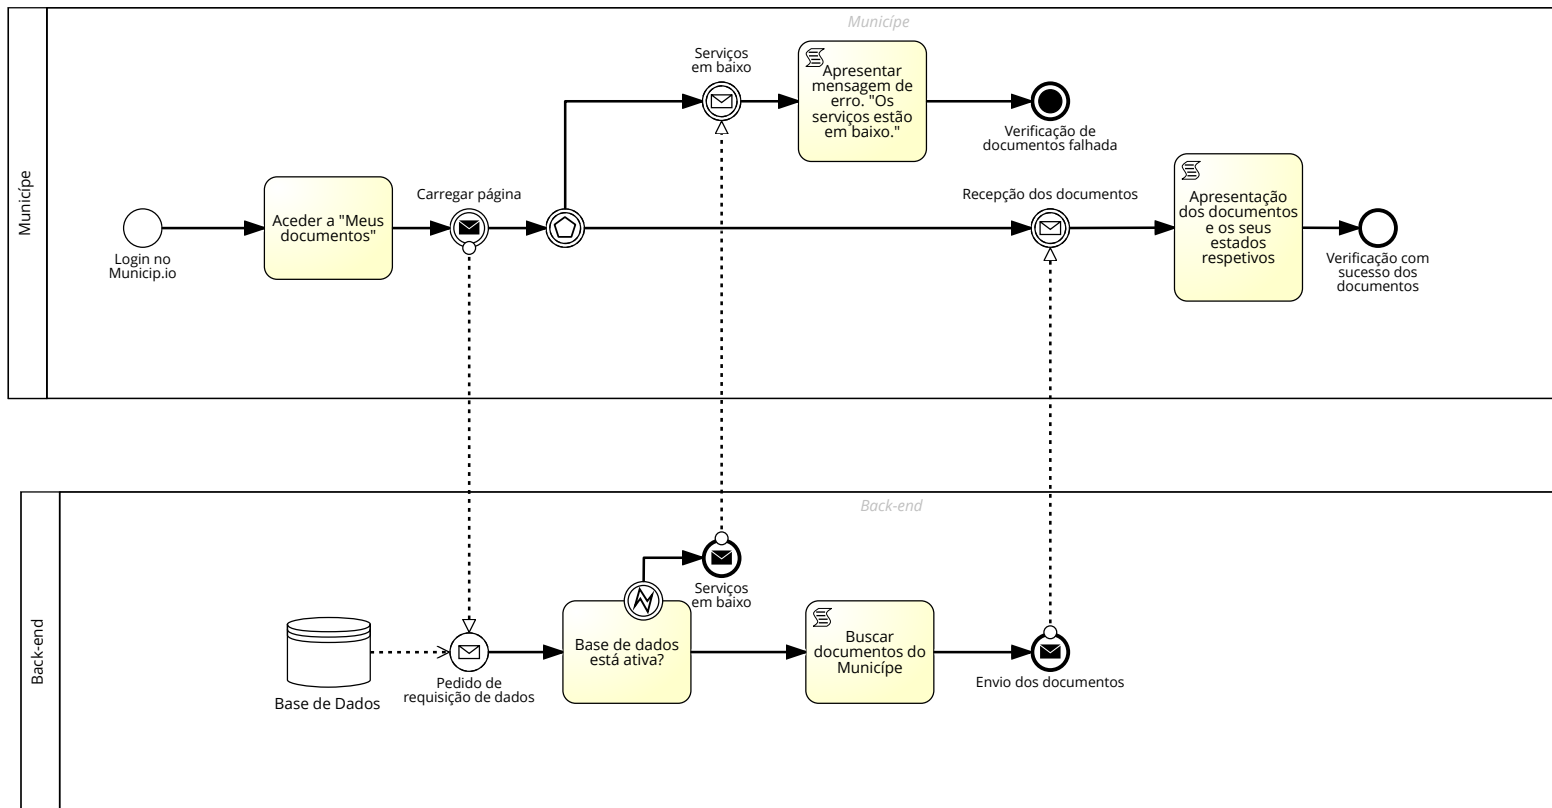 Municípe
Municípe
Serviços
em baixo
Apresentar
mensagem de
erro. "Os
serviços estão
em baixo."
Verificação de
documentos falhada
Login no
Municip.io
Aceder a "Meus
documentos"
Carregar página
Recepção dos documentos
Apresentação
dos documentos
e os seus
estados
respetivos
Verificação com
sucesso dos
documentos
Back-end
Back-end
Serviços
em baixo
Base de Dados
Pedido de
requisição de dados
Base de dados
está ativa?
Buscar
documentos do
Municípe
Envio dos documentos